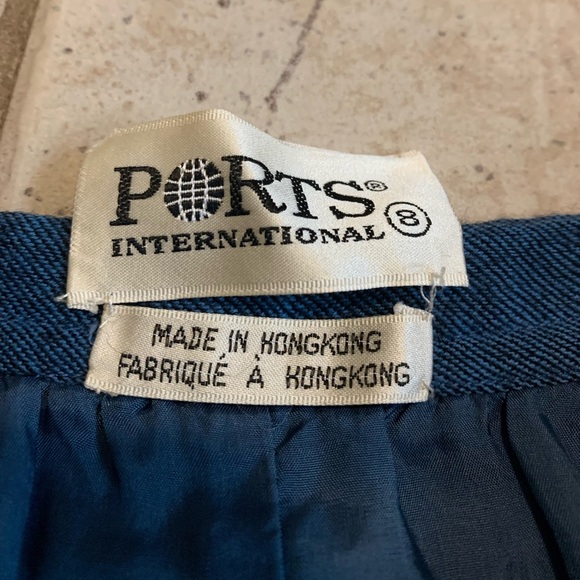 PORTS®
INTERNATIONAL 8
MADE IN HONGKONG
FABRIQUÉ À HONGKONG